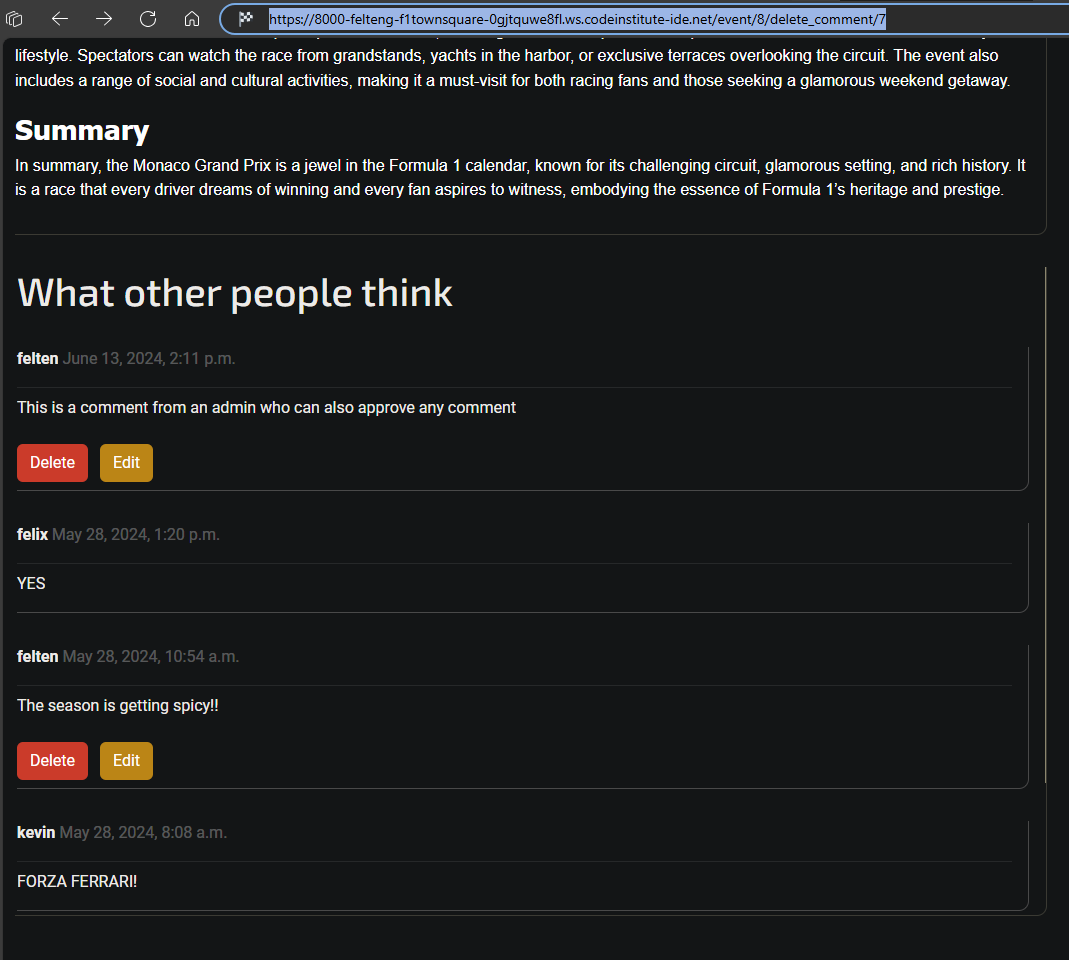 https://8000-felteng-f1townsquare-0gjtquwe8fl.ws.codeinstitute-ide.net/event/8/delete_comment/7
lifestyle. Spectators can watch the race from grandstands, yachts in the harbor, or exclusive terraces overlooking the circuit. The event also
includes a range of social and cultural activities, making it a must-visit for both racing fans and those seeking a glamorous weekend getaway.
Summary
In summary, the Monaco Grand Prix is a jewel in the Formula 1 calendar, known for its challenging circuit, glamorous setting, and rich history. It
is a race that every driver dreams of winning and every fan aspires to witness, embodying the essence of Formula 1's heritage and prestige.
What other people think
felten June 13, 2024, 2:11 p.m.
This is a comment from an admin who can also approve any comment
Delete Edit
felix May 28, 2024, 1:20 p.m.
YES
felten May 28, 2024, 10:54 a.m.
The season is getting spicy!!
Delete Edit
kevin May 28, 2024, 8:08 a.m.
FORZA FERRARI!